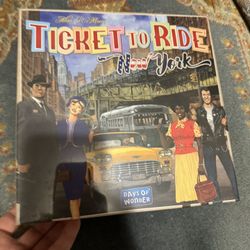 Alan R. Moon
TICKET TO RIDE
New York
DAYS OF
WONDER